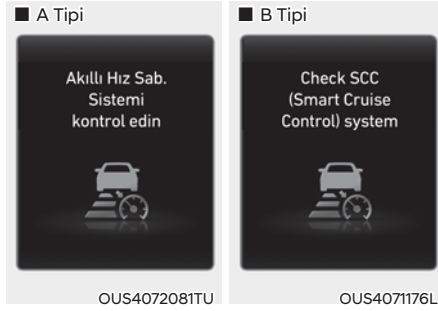 ■ A Tipi
Akıllı Hız Sab.
Sistemi
kontrol edin
OUS4072081TU
■ B Tipi
Check SCC
(Smart Cruise
Control) system
OUS4071176L